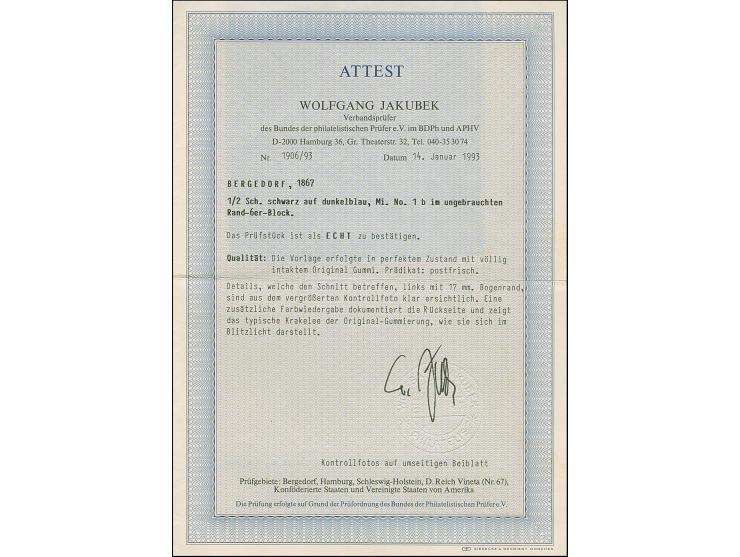 ATTEST
WOLFGANG JAKUBEK
Verbandsprüfer
des Bundes der philatelistischen Prüfer e.V. im BDPh und APHV
D-2000 Hamburg 36, Gr. Theaterstr. 32, Tel. 040-35 30 74
Nr. 1906/93 Datum 14. Januar 1993
BERGEDORF, 1867
1/2 Sch. schwarz auf dunkelblau, Mi. No. 1 b im ungebrauchten
Rand-6er-Block.
Das Prüfstück ist als ECHT zu bestätigen.
Qualität: Die Vorlage erfolgte in perfektem Zustand mit völlig
intaktem Original Gummi. Prädikat: postfrisch.
Details, welche den Schnitt betreffen, links mit 17 mm. Bogenrand,
sind aus dem vergrößerten Kontrollfoto klar ersichtlich. Eine
zusätzliche Farbwiedergabe dokumentiert die Rückseite und zeigt
das typische Krakelee der Original-Gummierung, wie sie sich im
Blitzlicht darstellt.
PHILATELIE
Kontrollfotos auf umseitigen Beiblatt
Prüfgebiete: Bergedorf, Hamburg, Schleswig-Holstein, D. Reich Vineta (Nr. 67),
Konföderierte Staaten und Vereinigte Staaten von Amerika
Die Prüfung erfolgte auf Grund der Prüfordnung des Bundes der Philatelistischen Prüfer e.V.
GIESECKE & DEVRIENT MÜNCHEN